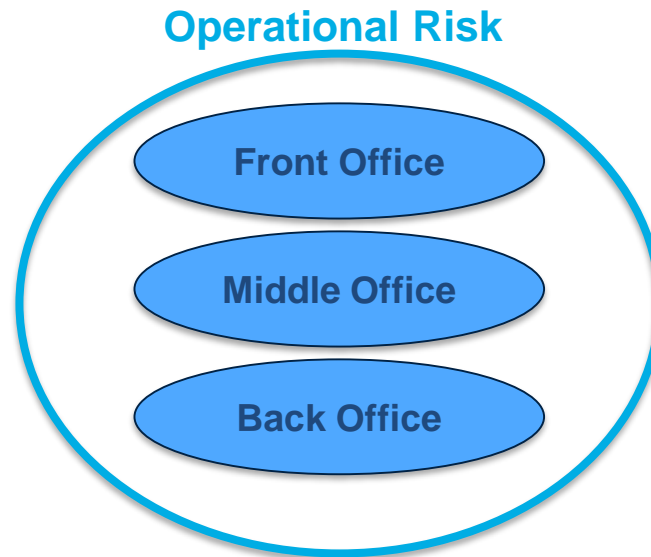 Operational Risk
Front Office
Middle Office
Back Office